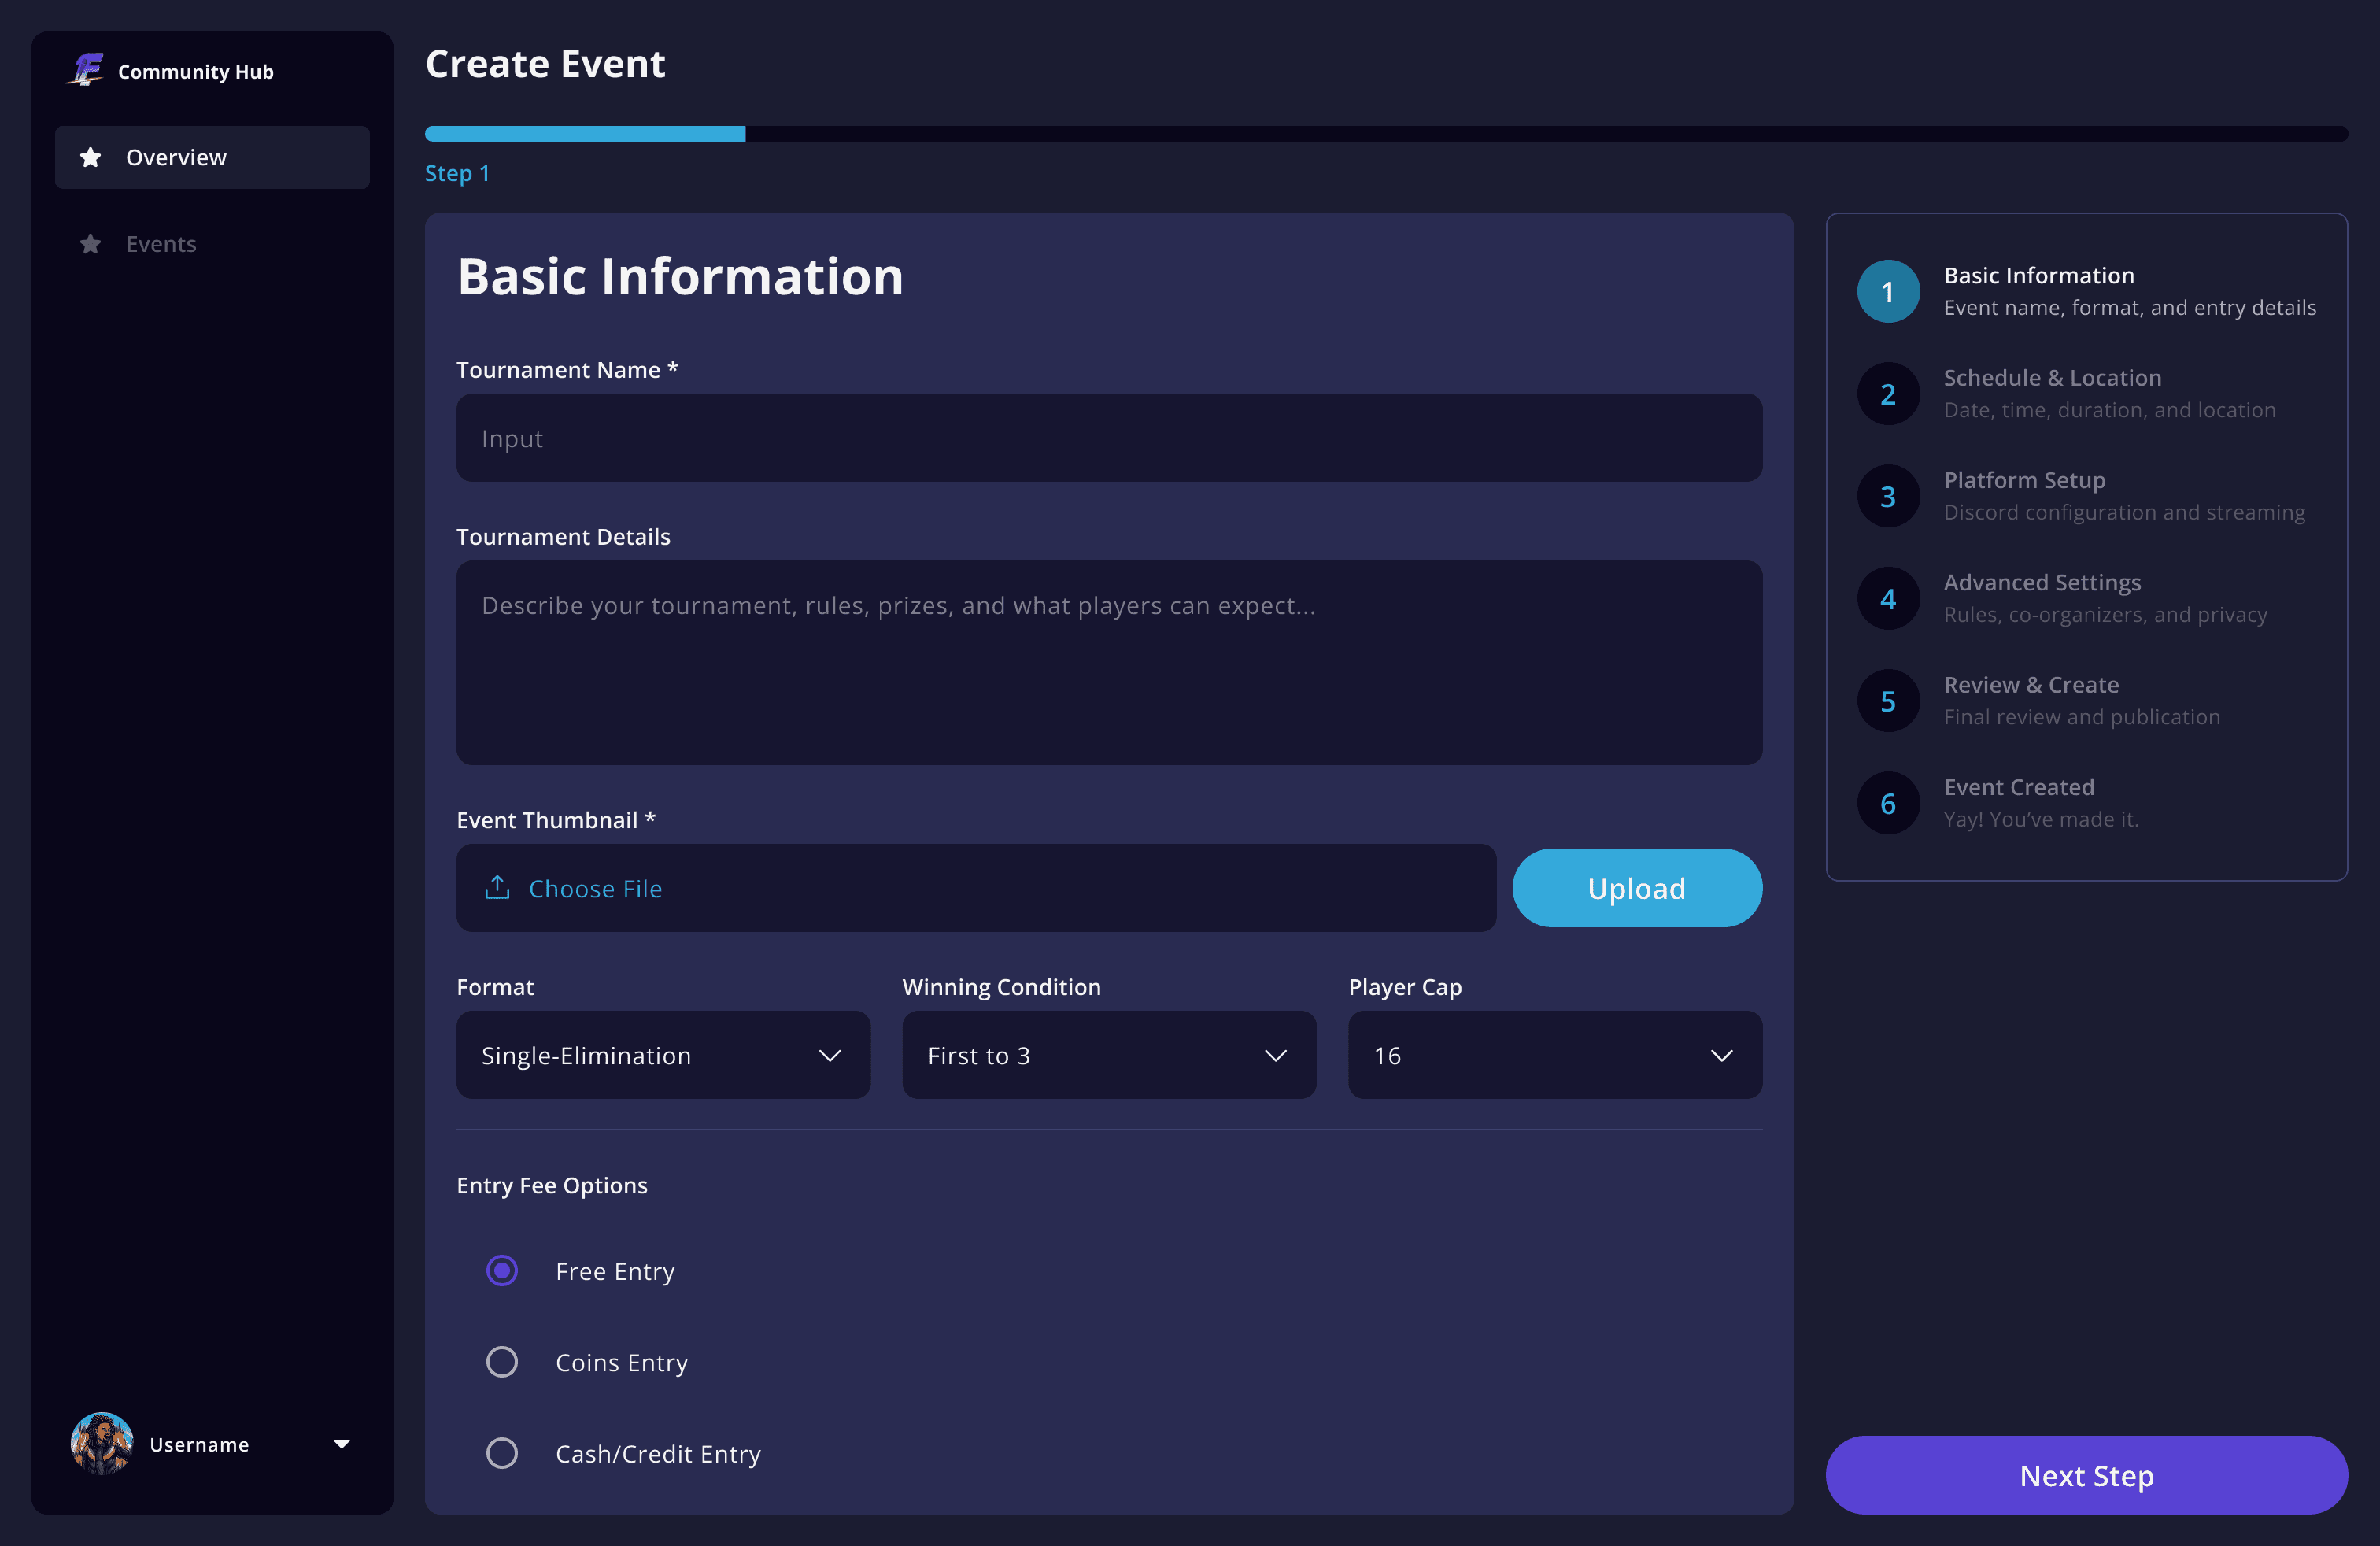 Community Hub
Overview
Events
Username
Create Event
Step 1
Basic Information
Tournament Name *
Input
Tournament Details
Describe your tournament, rules, prizes, and what players can expect...
Event Thumbnail *
Choose File
Upload
Format
Winning Condition
Player Cap
Single-Elimination
First to 3
16
Entry Fee Options
Free Entry
Coins Entry
Cash/Credit Entry
1
Basic Information
Event name, format, and entry details
2
Schedule & Location
Date, time, duration, and location
3
Platform Setup
Discord configuration and streaming
4
Advanced Settings
Rules, co-organizers, and privacy
5
Review & Create
Final review and publication
6
Event Created
Yay! You’ve made it.
Next Step